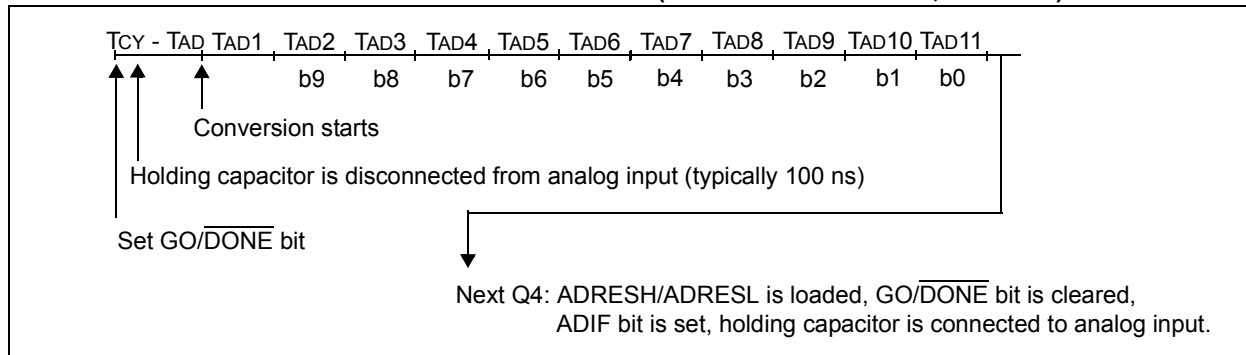 TCY - TAD TAD1 TAD2 TAD3 TAD4 TAD5 TAD6 TAD7 TAD8 TAD9 TAD10 TAD11
b9 b8 b7 b6 b5 b4 b3 b2 b1 b0
Conversion starts
Holding capacitor is disconnected from analog input (typically 100 ns)
Set GO/DONE bit
Next Q4: ADRESH/ADRESL is loaded, GO/DONE bit is cleared,
ADIF bit is set, holding capacitor is connected to analog input.